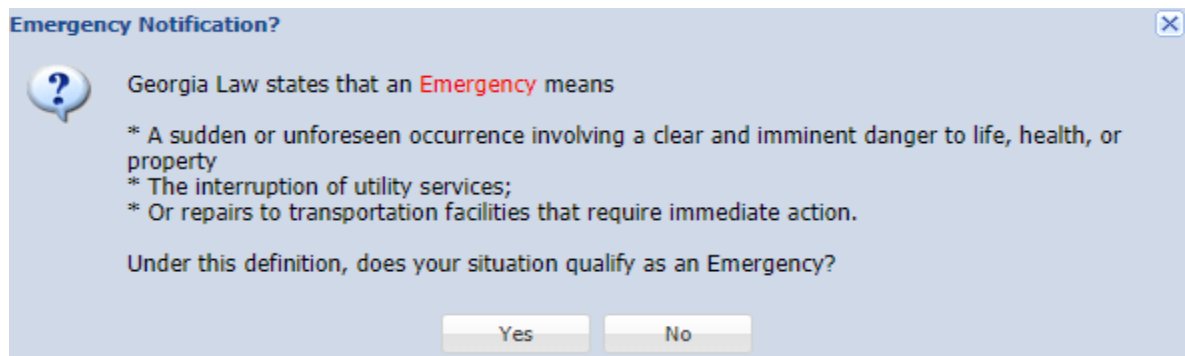 Emergency Notification?
Georgia Law states that an Emergency means
* A sudden or unforeseen occurrence involving a clear and imminent danger to life, health, or
property
* The interruption of utility services;
* Or repairs to transportation facilities that require immediate action.
Under this definition, does your situation qualify as an Emergency?
Yes No